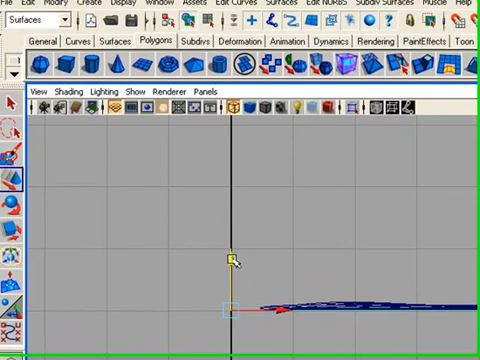 Edit Modify Create Display Window Assets Edit Curves Surfaces Edit NURBS Subdiv Surfaces Muscle Help
Surfaces
General Curves Surfaces Polygons Subdivs Deformation Animation Dynamics Rendering PaintEffects Toon
View Shading Lighting Show Renderer Panels